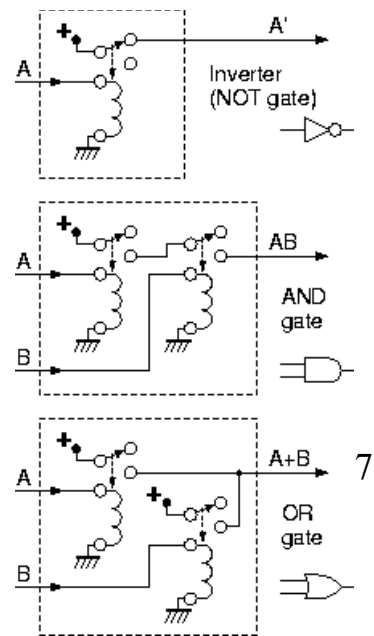 +
A'
A
Inverter
(NOT gate)
+
AB
A
AND
gate
B
+
A+B
7
A
+
OR
gate
B